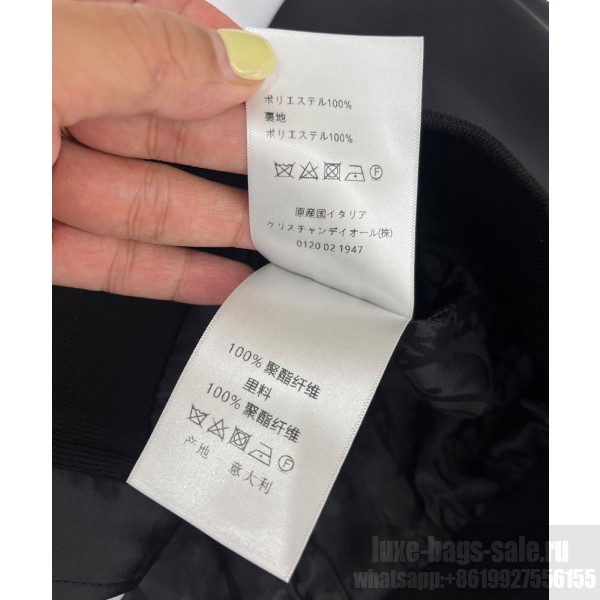 ポリエステル100%
裏地
ポリエステル100%
F
原産国イタリア
クリスチャンディオール(株)
0120 02 1947
100% 聚酯纤维
里料
100% 聚酯纤维
F
产地 意大利
luxe-bags-sale.ru
whatsapp:+8619927556155